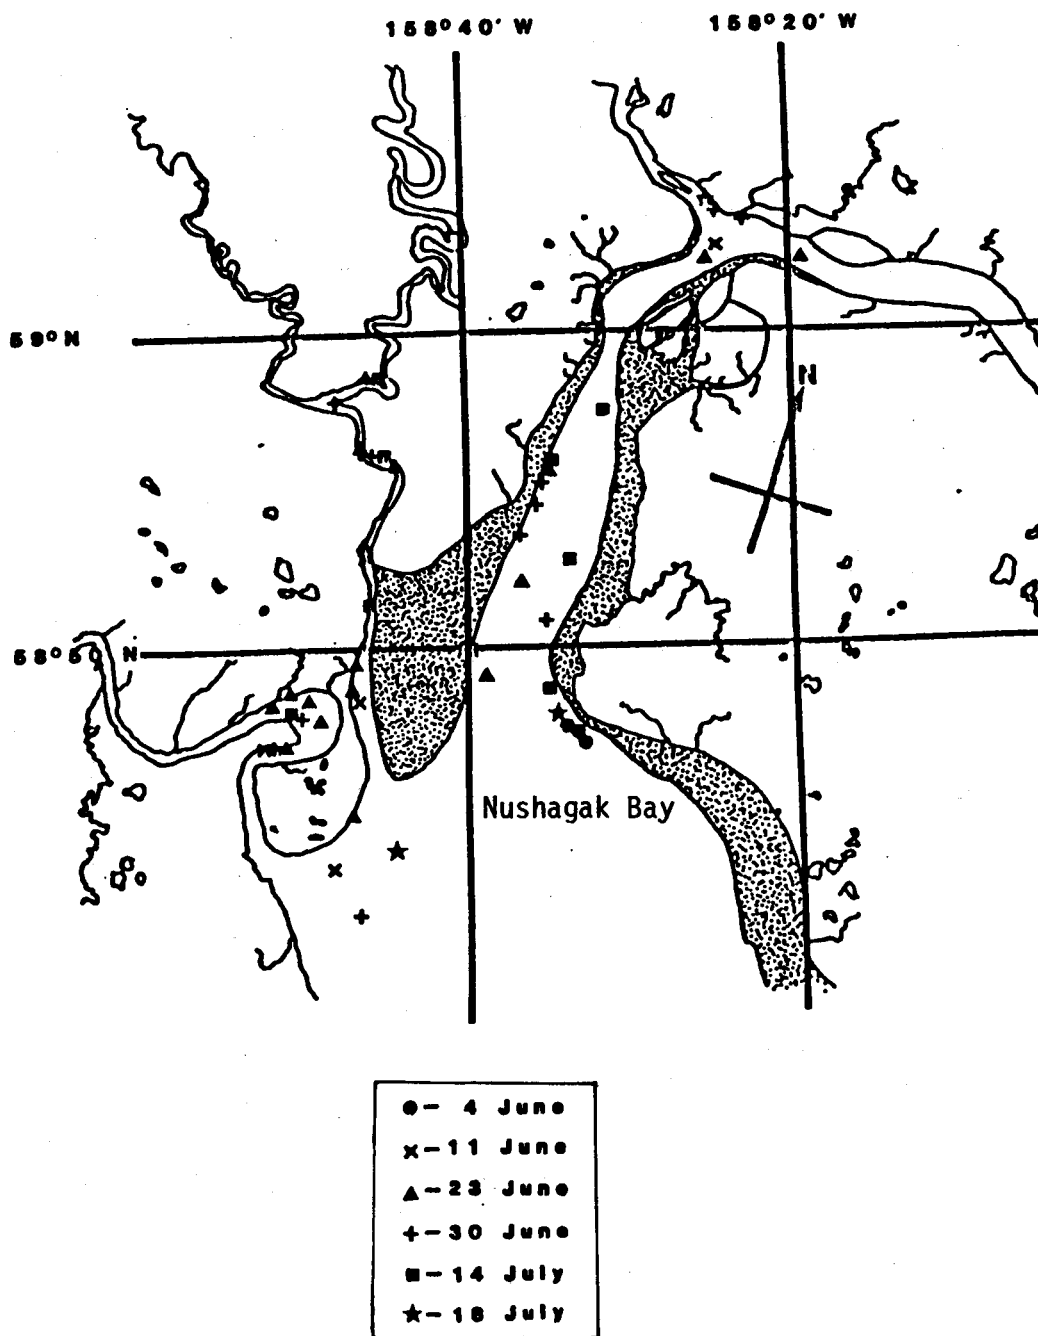 158° 40' W
158° 20' W
59° N
N
58° 50' N
Nushagak Bay
●- 4 June
×-11 June
▲-23 June
+-30 June
■-14 July
★-18 July